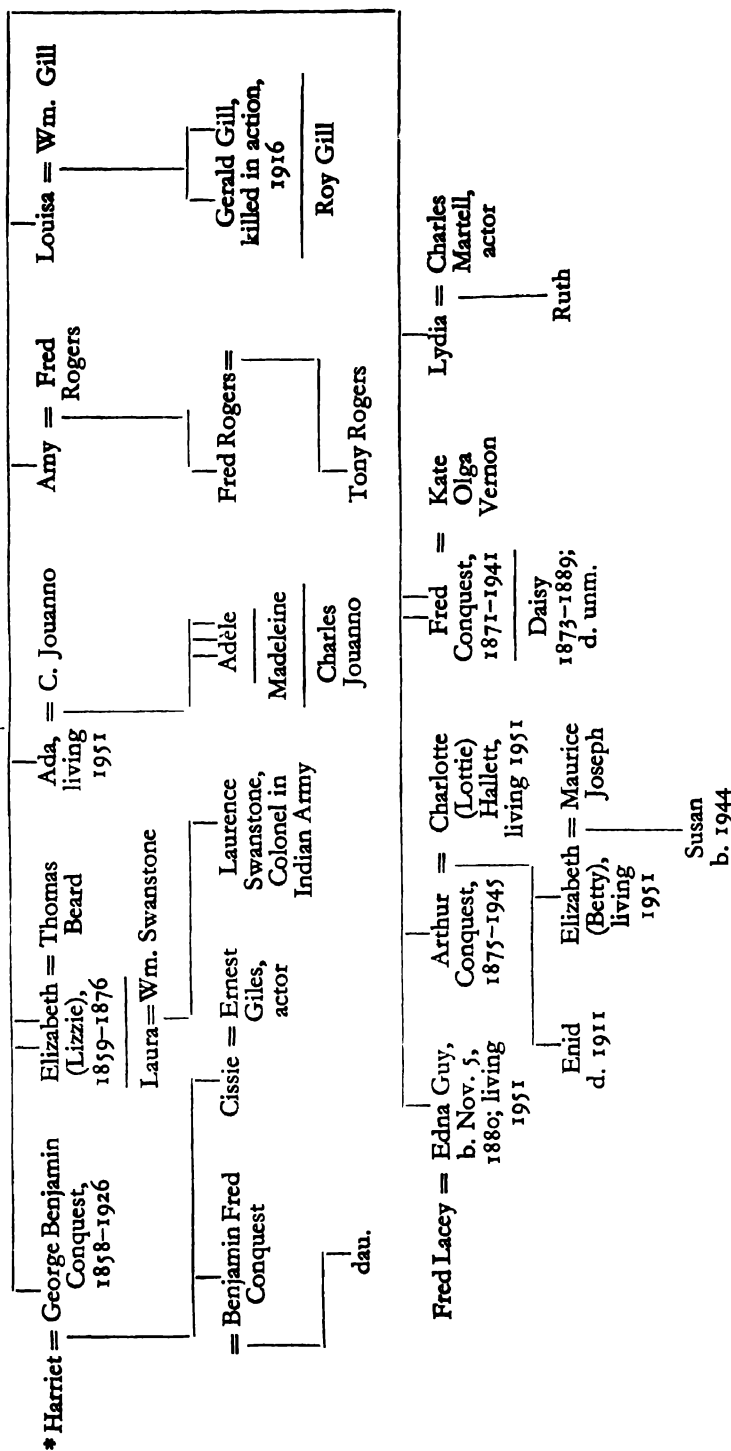 * Harriet = George Benjamin
Conquest,
1858–1926
Elizabeth = Thomas
(Lizzie), Beard
1859–1876
Laura = Wm. Swanstone
Ada, = C. Jouanno
living
1951
Amy = Fred
Rogers
Louisa = Wm. Gill
= Benjamin Fred
Conquest
dau.
Cissie = Ernest
Giles,
actor
Laurence
Swanstone,
Colonel in
Indian Army
Adèle
Madeleine
Charles
Jouanno
Fred Rogers =
Tony Rogers
Gerald Gill,
killed in action,
1916
Roy Gill
Fred Lacey = Edna Guy,
b. Nov. 5,
1880; living
1951
Arthur = Charlotte
Conquest, (Lottie)
1875–1945 Hallett,
living 1951
Enid
d. 1911
Elizabeth = Maurice
(Betty), Joseph
living
1951
Susan
b. 1944
Fred = Kate
Conquest, Olga
1871–1941 Vernon
Daisy
1873–1889;
d. unm.
Lydia = Charles
Martell,
actor
Ruth